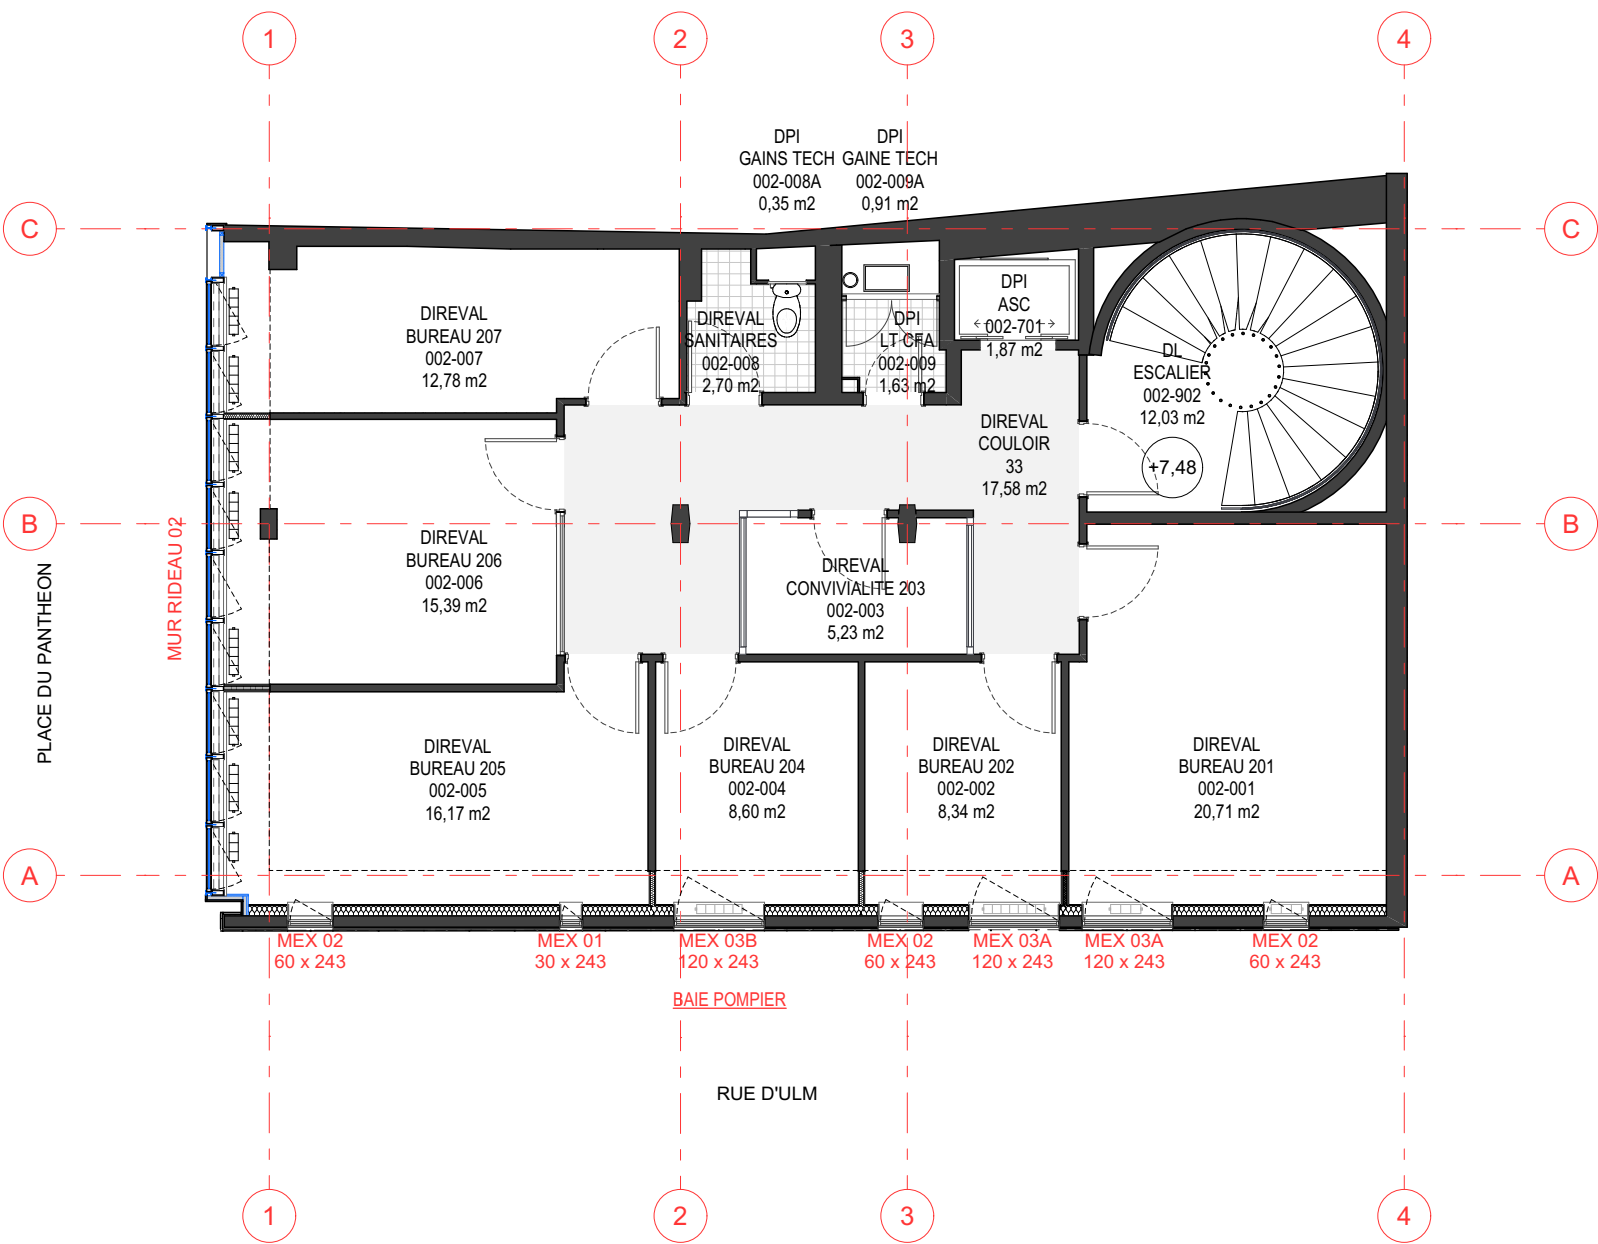 1
2
3
4
DPI
GAINS TECH
002-008A
0,35 m2
DPI
GAINE TECH
002-009A
0,91 m2
C
C
DIREVAL
BUREAU 207
002-007
12,78 m2
DIREVAL
SANITAIRES
002-008
2,70 m2
DPI
LT CFA
002-009
1,63 m2
DPI
ASC
002-701
1,87 m2
DL
ESCALIER
002-902
12,03 m2
DIREVAL
COULOIR
33
17,58 m2
+7,48
B
B
PLACE DU PANTHEON
MUR RIDEAU 02
DIREVAL
BUREAU 206
002-006
15,39 m2
DIREVAL
CONVIVIALITE 203
002-003
5,23 m2
DIREVAL
BUREAU 205
002-005
16,17 m2
DIREVAL
BUREAU 204
002-004
8,60 m2
DIREVAL
BUREAU 202
002-002
8,34 m2
DIREVAL
BUREAU 201
002-001
20,71 m2
A
A
MEX 02
60 x 243
MEX 01
30 x 243
MEX 03B
120 x 243
MEX 02
60 x 243
MEX 03A
120 x 243
MEX 03A
120 x 243
MEX 02
60 x 243
BAIE POMPIER
RUE D'ULM
1
2
3
4